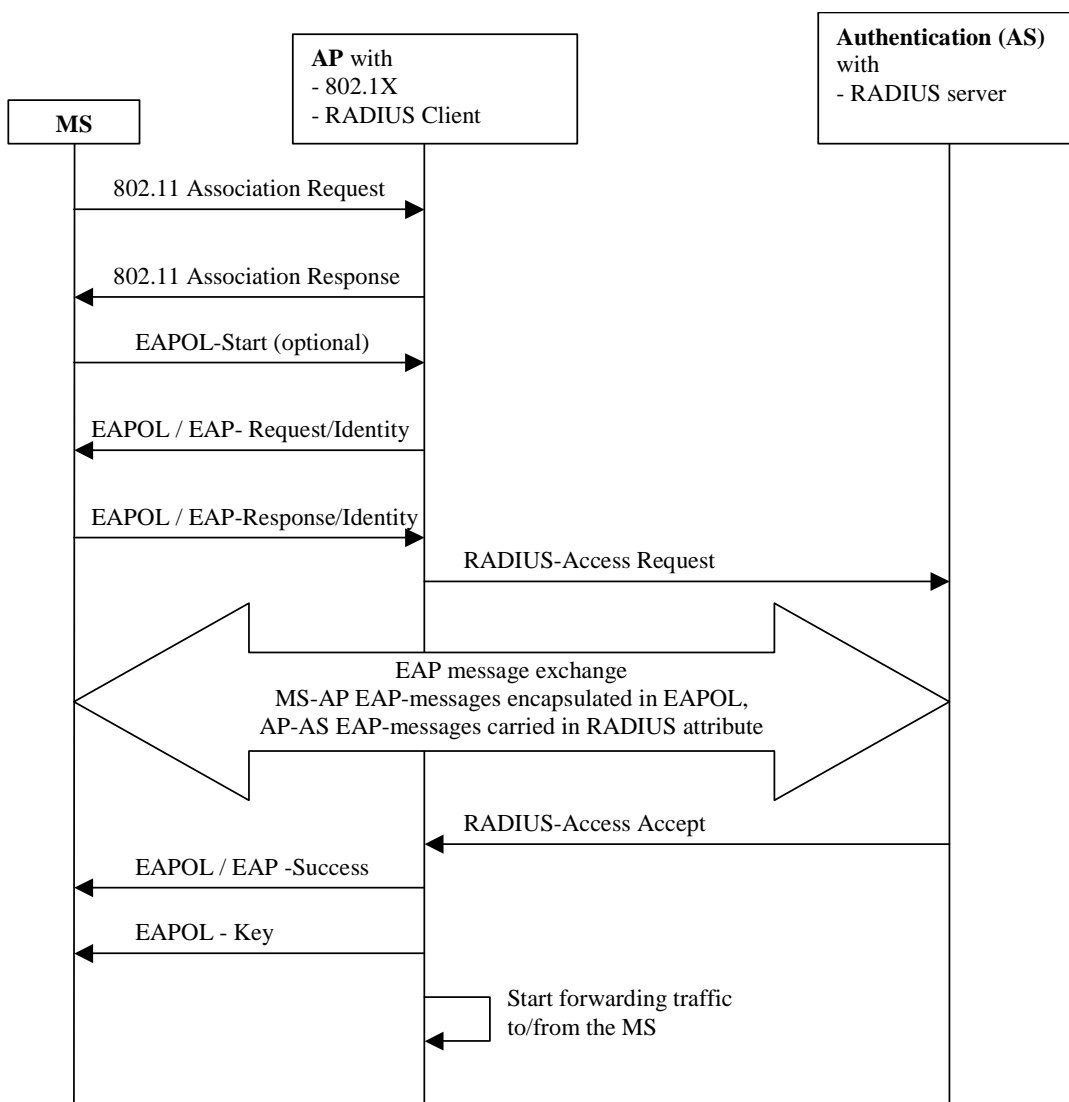 MS
AP with
- 802.1X
- RADIUS Client
Authentication (AS)
with
- RADIUS server
802.11 Association Request
802.11 Association Response
EAPOL-Start (optional)
EAPOL / EAP- Request/Identity
EAPOL / EAP-Response/Identity
RADIUS-Access Request
EAP message exchange
MS-AP EAP-messages encapsulated in EAPOL,
AP-AS EAP-messages carried in RADIUS attribute
RADIUS-Access Accept
EAPOL / EAP -Success
EAPOL - Key
Start forwarding traffic
to/from the MS